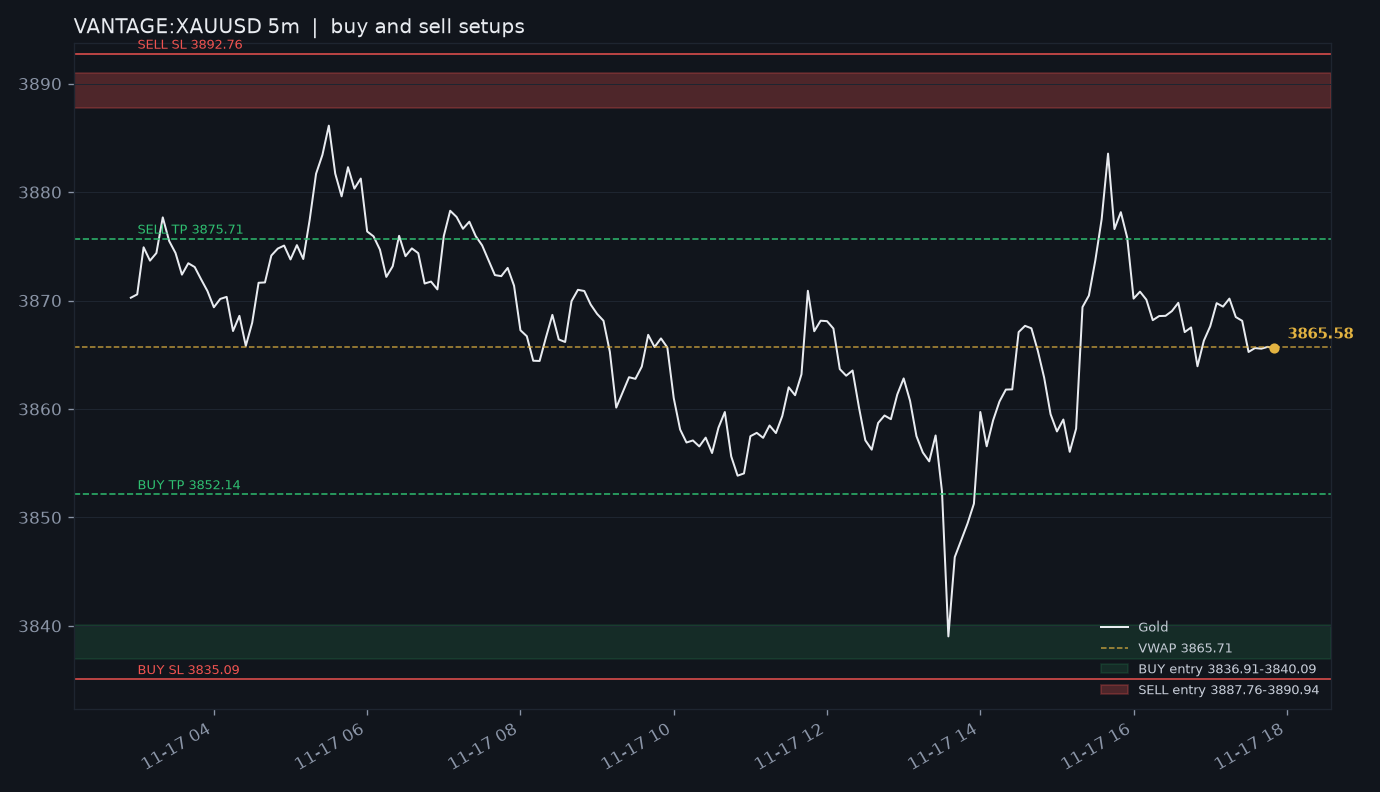 VANTAGE:XAUUSD 5m | buy and sell setups
SELL SL 3892.76
3890
3880
SELL TP 3875.71
3870
3865.58
3860
BUY TP 3852.14
3850
3840
BUY SL 3835.09
Gold
VWAP 3865.71
BUY entry 3836.91-3840.09
SELL entry 3887.76-3890.94
11-17 04
11-17 06
11-17 08
11-17 10
11-17 12
11-17 14
11-17 16
11-17 18